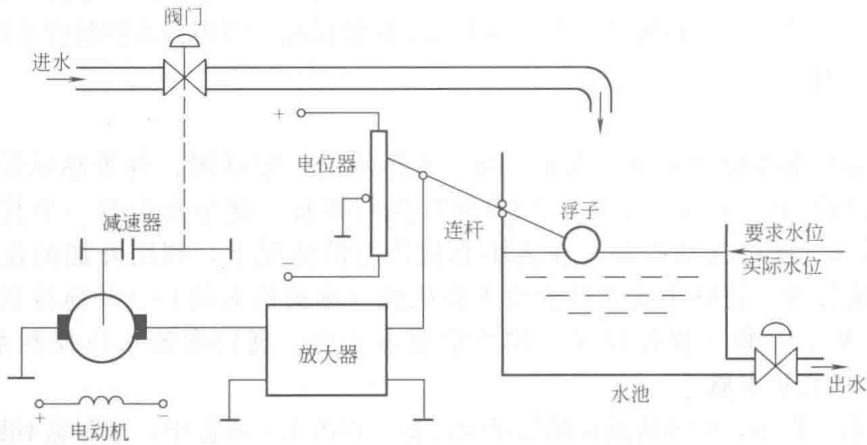 阀门
进水
+
电位器
减速器
连杆
浮子
要求水位
实际水位
−
放大器
水池
出水
+
−
电动机